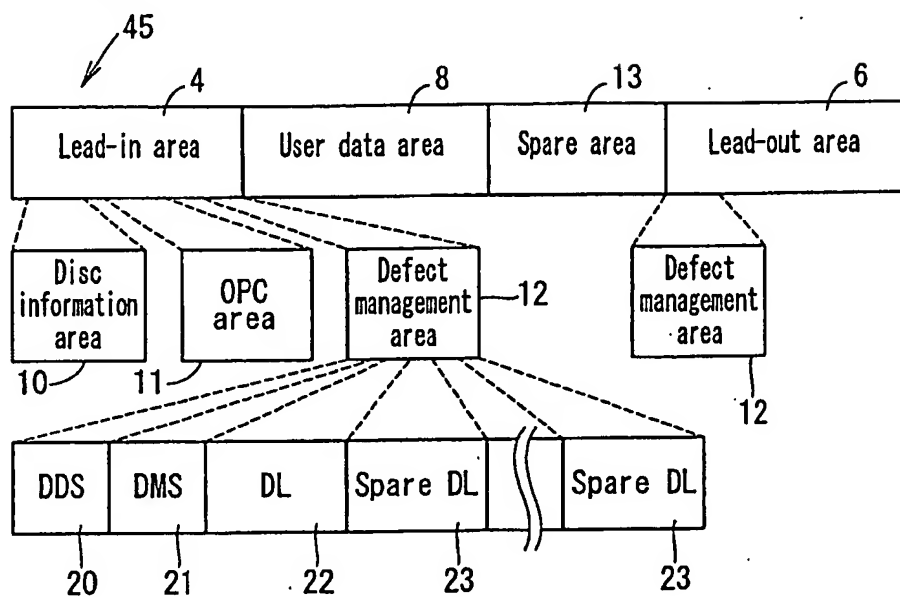 45
4
8
13
6
Lead-in area
User data area
Spare area
Lead-out area
Disc
information
area
OPC
area
Defect
management
area
Defect
management
area
10
11
12
12
DDS
DMS
DL
Spare DL
Spare DL
20
21
22
23
23